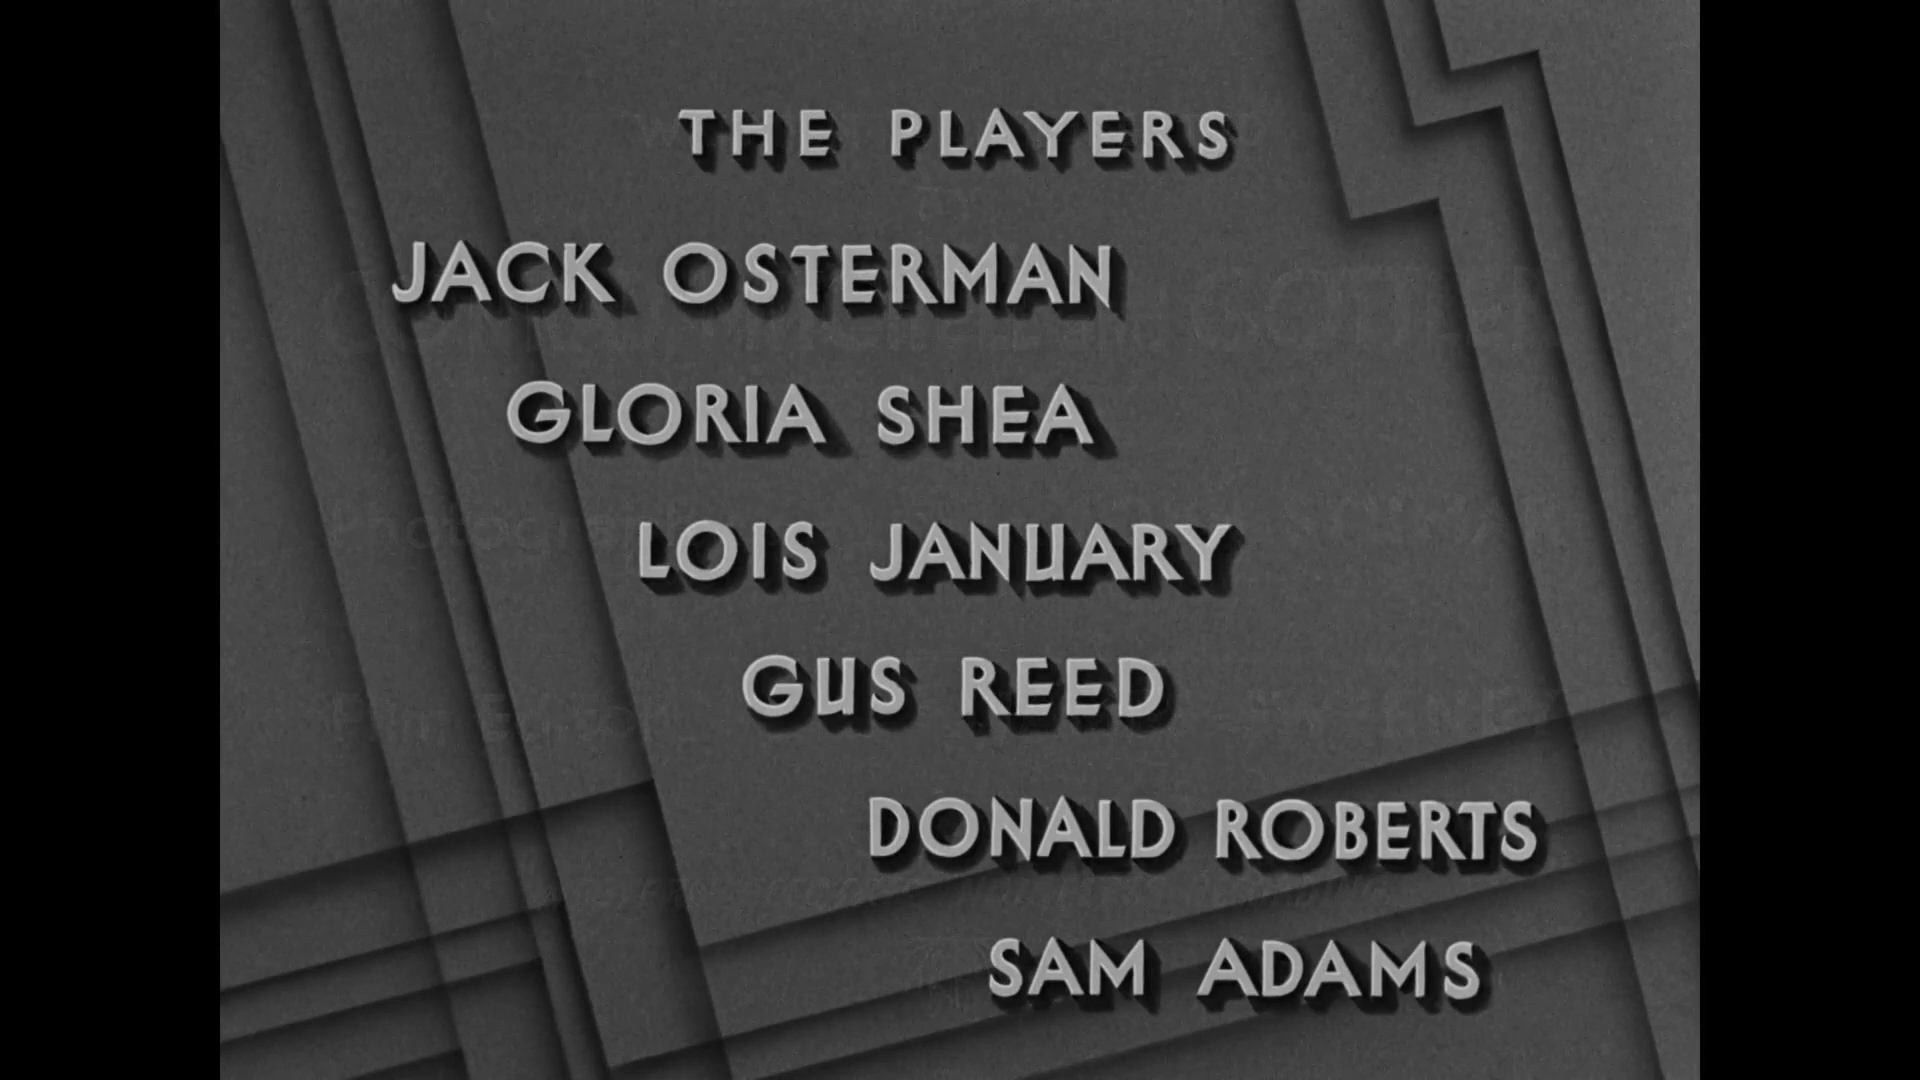 THE PLAYERS
JACK OSTERMAN
GLORIA SHEA
LOIS JANUARY
GUS REED
DONALD ROBERTS
SAM ADAMS